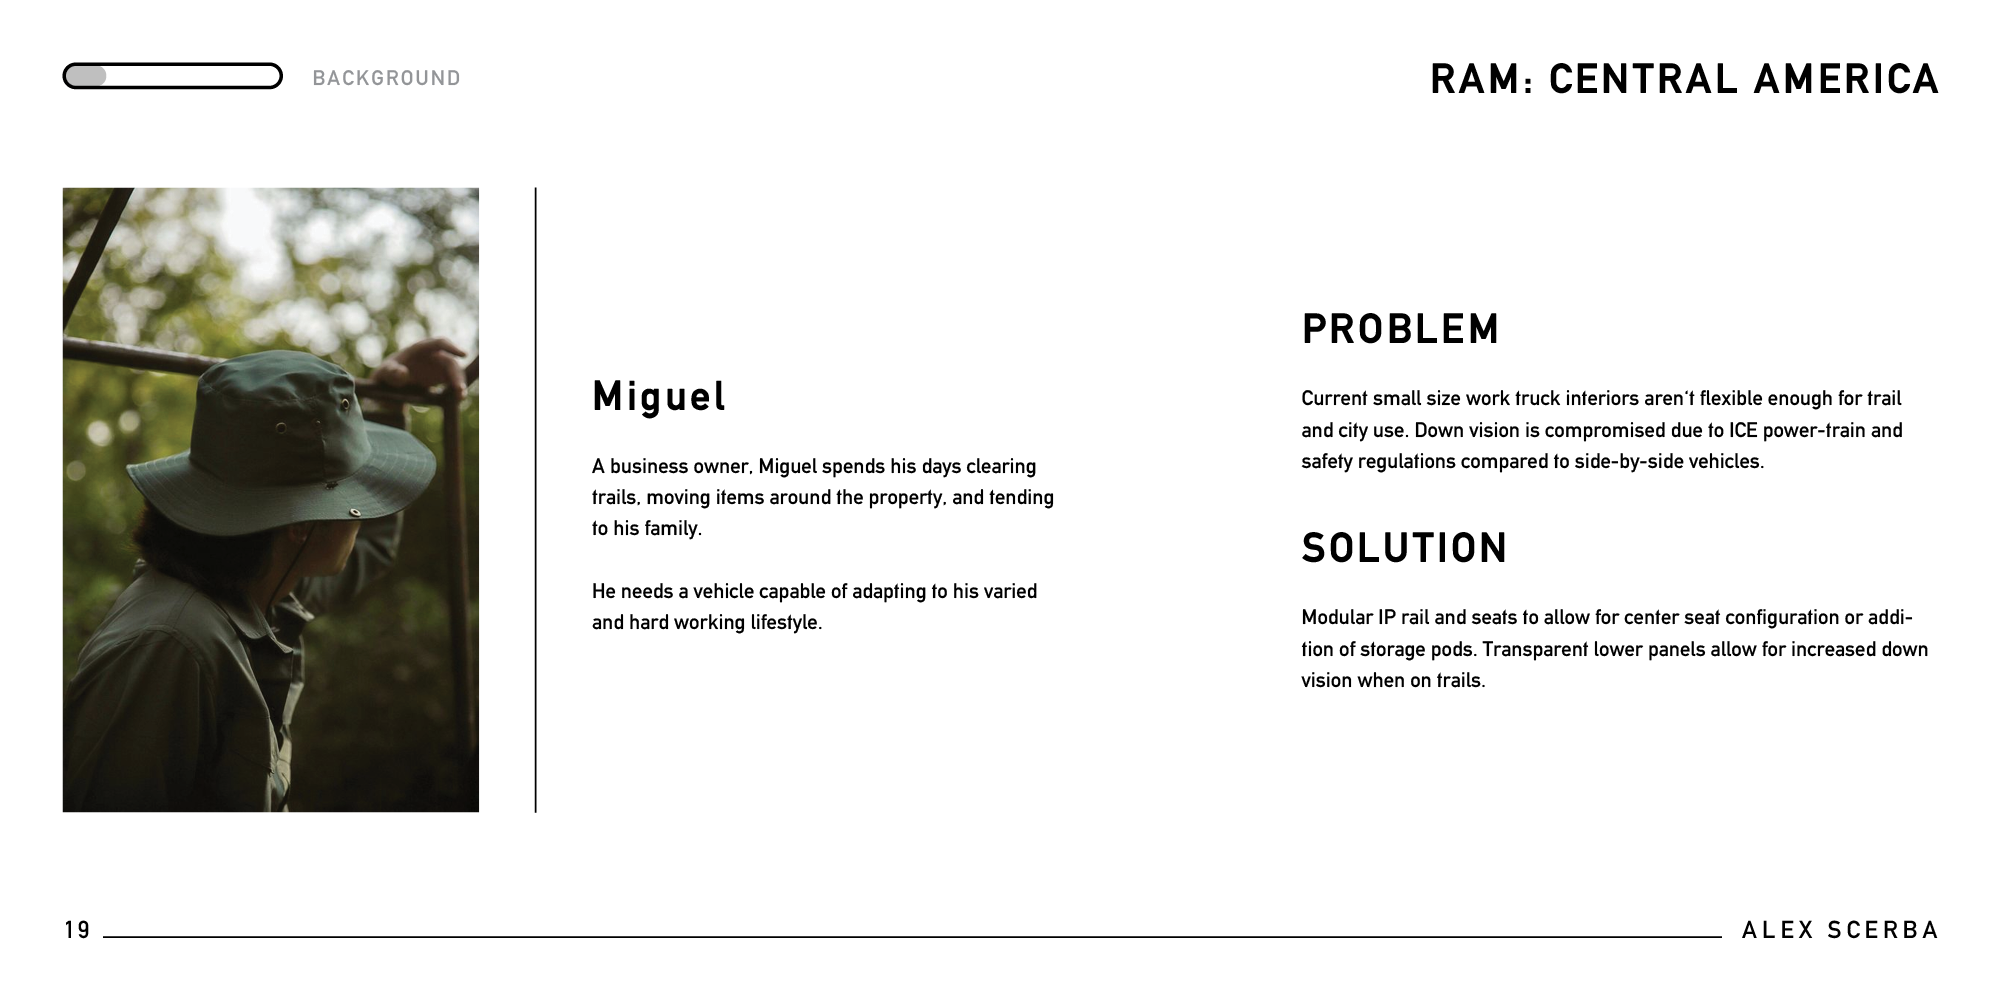 BACKGROUND
RAM: CENTRAL AMERICA
Miguel
A business owner, Miguel spends his days clearing
trails, moving items around the property, and tending
to his family.
He needs a vehicle capable of adapting to his varied
and hard working lifestyle.
PROBLEM
Current small size work truck interiors aren't flexible enough for trail
and city use. Down vision is compromised due to ICE power-train and
safety regulations compared to side-by-side vehicles.
SOLUTION
Modular IP rail and seats to allow for center seat configuration or addi-
tion of storage pods. Transparent lower panels allow for increased down
vision when on trails.
19
ALEX SCERBA